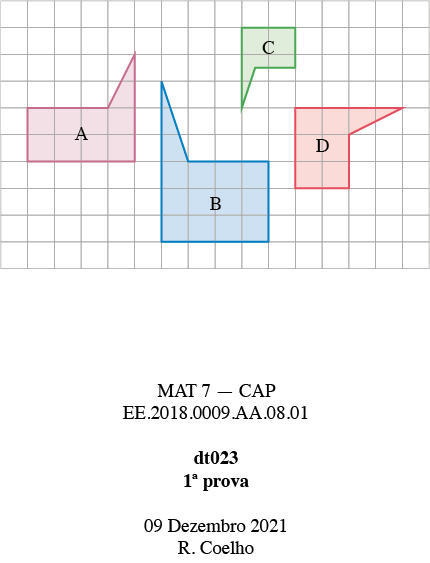 C
A
D
B
MAT 7 — CAP
EE.2018.0009.AA.08.01
dt023
1ª prova
09 Dezembro 2021
R. Coelho